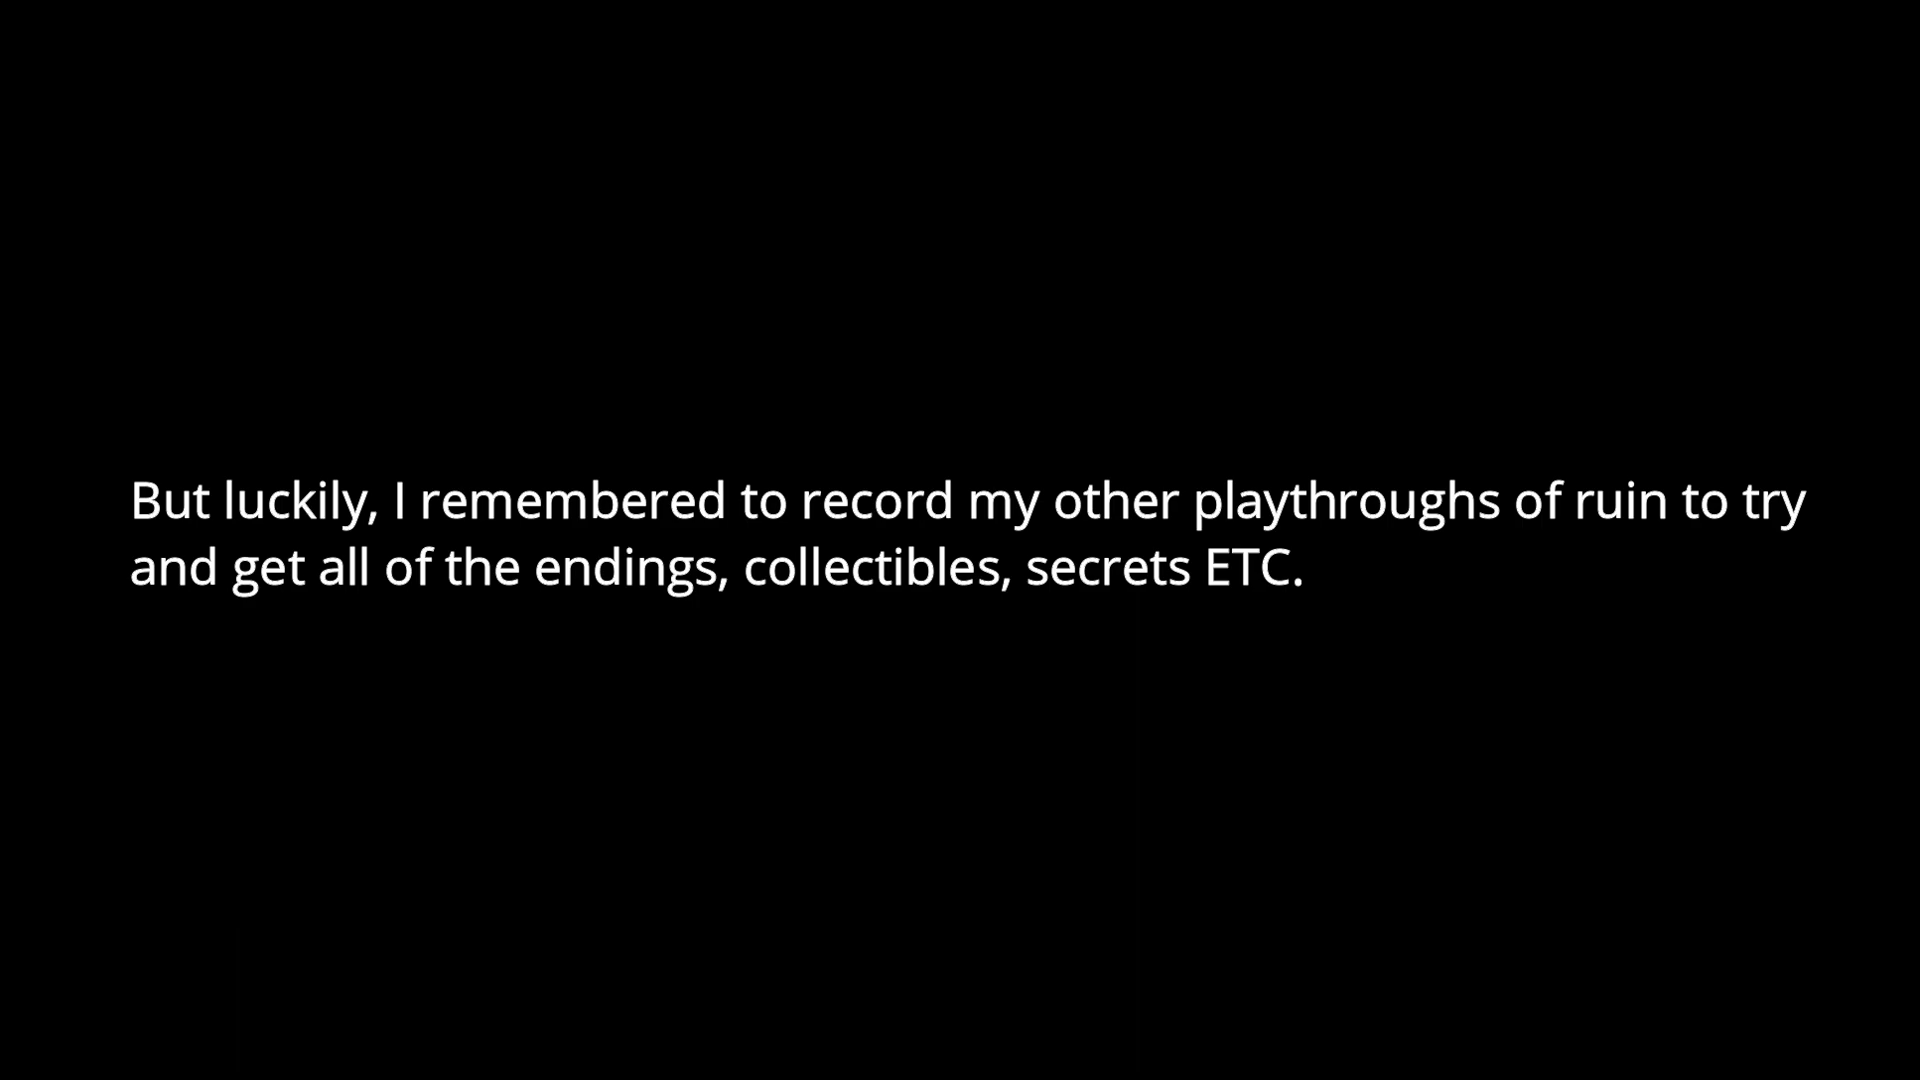 But luckily, I remembered to record my other playthroughs of ruin to try
and get all of the endings, collectibles, secrets ETC.